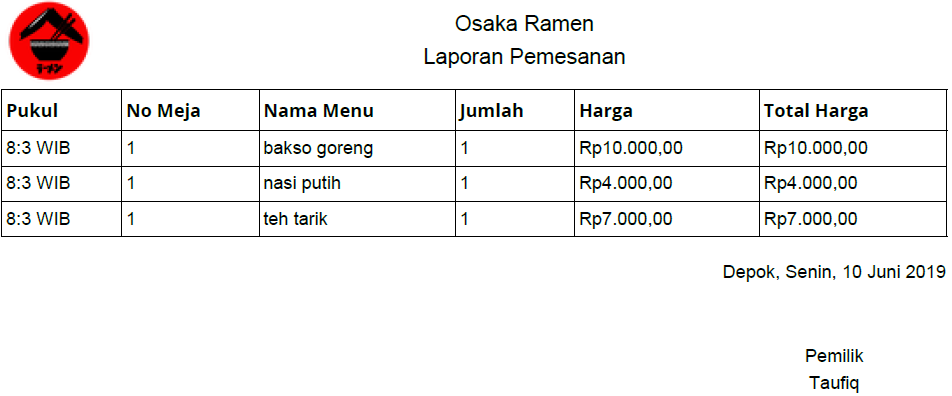 ラーメン
Osaka Ramen
Laporan Pemesanan
Pukul No Meja Nama Menu Jumlah Harga Total Harga
8:3 WIB 1 bakso goreng 1 Rp10.000,00 Rp10.000,00
8:3 WIB 1 nasi putih 1 Rp4.000,00 Rp4.000,00
8:3 WIB 1 teh tarik 1 Rp7.000,00 Rp7.000,00
Depok, Senin, 10 Juni 2019
Pemilik
Taufiq